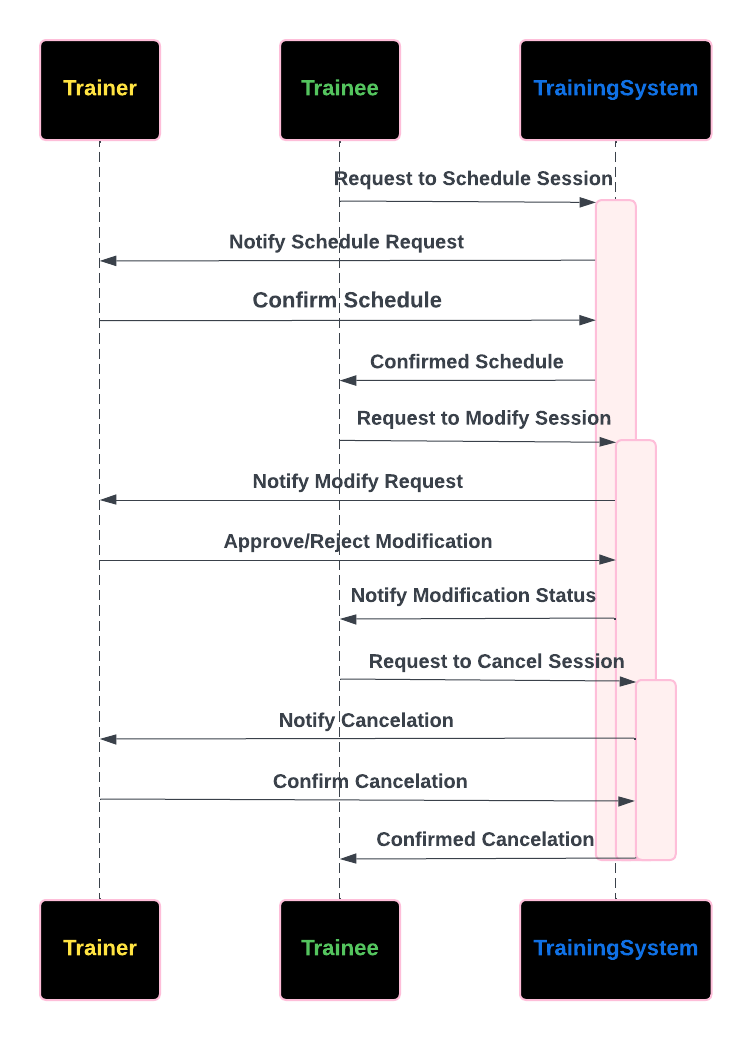 Trainer
Trainee
TrainingSystem
Request to Schedule Session
Notify Schedule Request
Confirm Schedule
Confirmed Schedule
Request to Modify Session
Notify Modify Request
Approve/Reject Modification
Notify Modification Status
Request to Cancel Session
Notify Cancelation
Confirm Cancelation
Confirmed Cancelation
Trainer
Trainee
TrainingSystem